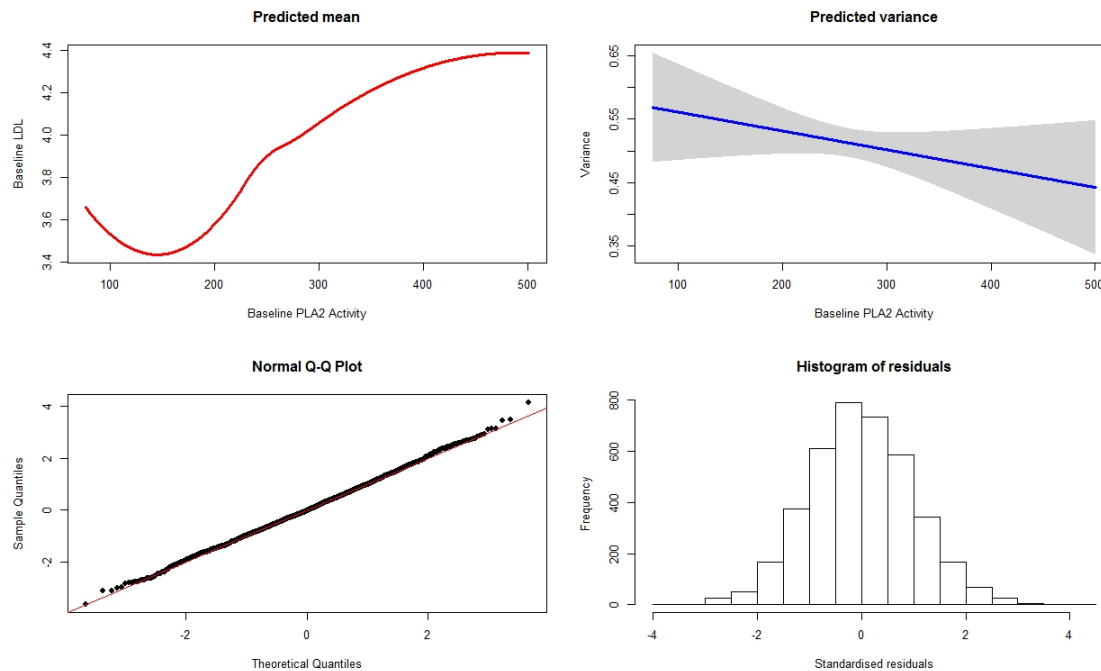 Predicted mean
Baseline LDL
4.4
4.2
4.0
3.8
3.6
3.4
100 200 300 400 500
Baseline PLA2 Activity
Predicted variance
Variance
0.65
0.55
0.45
0.35
100 200 300 400 500
Baseline PLA2 Activity
Normal Q-Q Plot
Sample Quantiles
4
2
0
-2
-2 0 2
Theoretical Quantiles
Histogram of residuals
Frequency
800
600
400
200
0
-4 -2 0 2 4
Standardised residuals